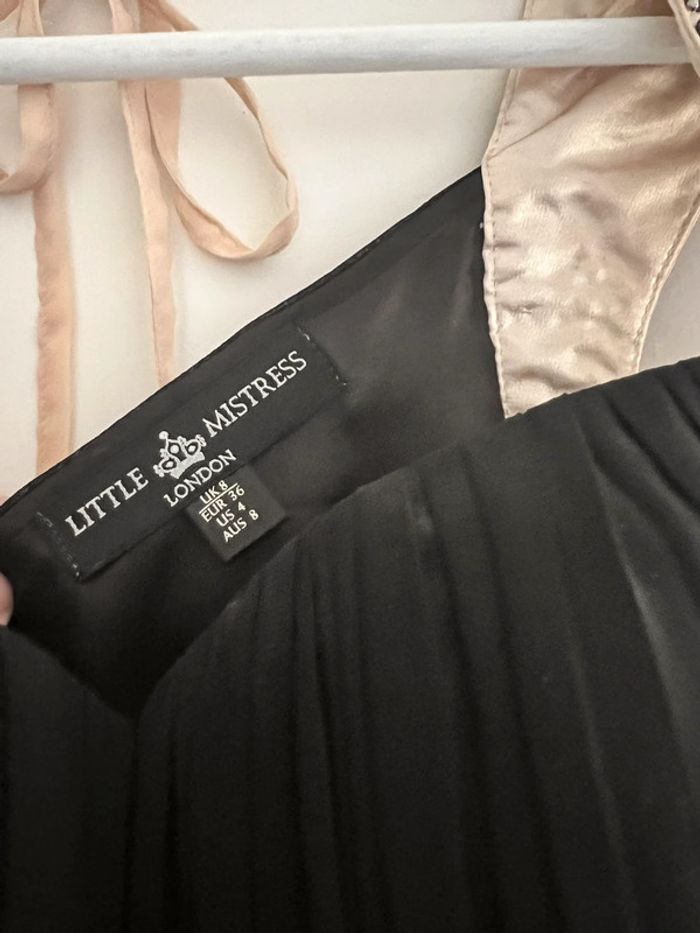 LITTLE MISTRESS
LONDON
UK 8
EUR 36
US 4
AUS 8